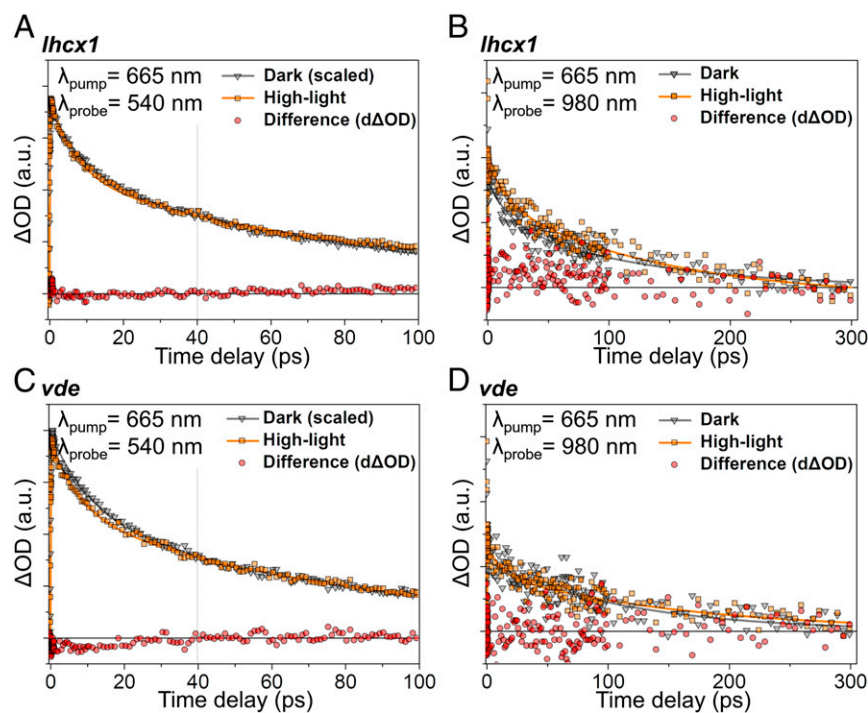 A
lhcx1
λpump= 665 nm
λprobe= 540 nm
Dark (scaled)
High-light
Difference (dΔOD)
ΔOD (a.u.)
0 20 40 60 80 100
Time delay (ps)
B
lhcx1
λpump= 665 nm
λprobe= 980 nm
Dark
High-light
Difference (dΔOD)
ΔOD (a.u.)
0 100 200 300
Time delay (ps)
C
vde
λpump= 665 nm
λprobe= 540 nm
Dark (scaled)
High-light
Difference (dΔOD)
ΔOD (a.u.)
0 20 40 60 80 100
Time delay (ps)
D
vde
λpump= 665 nm
λprobe= 980 nm
Dark
High-light
Difference (dΔOD)
ΔOD (a.u.)
0 100 200 300
Time delay (ps)